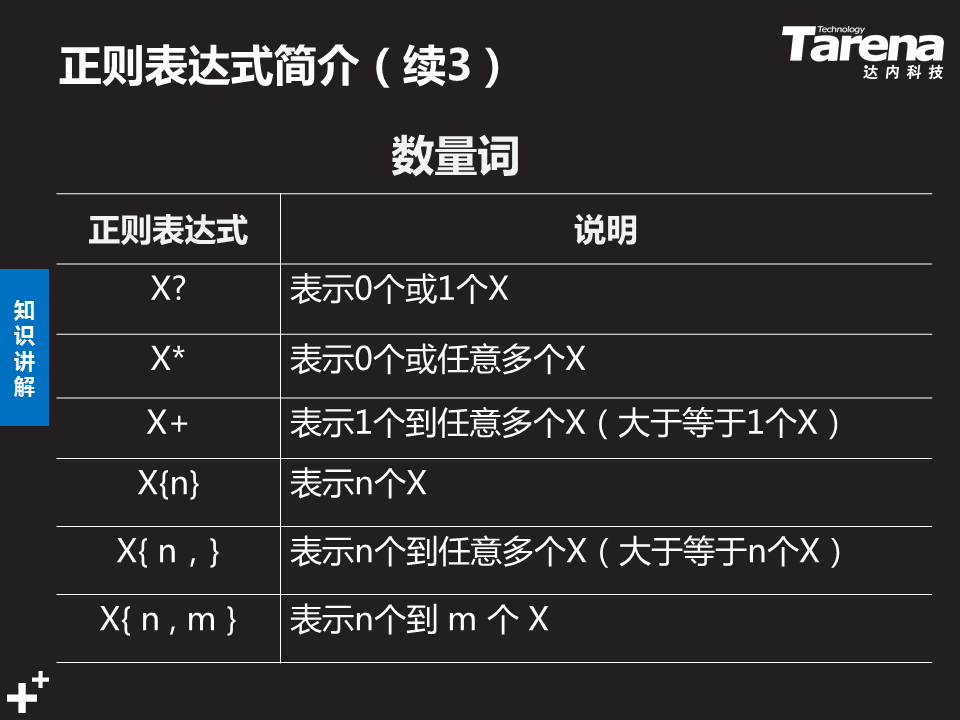 正则表达式简介（续3）
Technology
Tarena
达内科技
数量词
正则表达式 说明
X? 表示0个或1个X
X* 表示0个或任意多个X
X+ 表示1个到任意多个X（大于等于1个X）
X{n} 表示n个X
X{ n , } 表示n个到任意多个X（大于等于n个X）
X{ n , m } 表示n个到 m 个 X
知识讲解